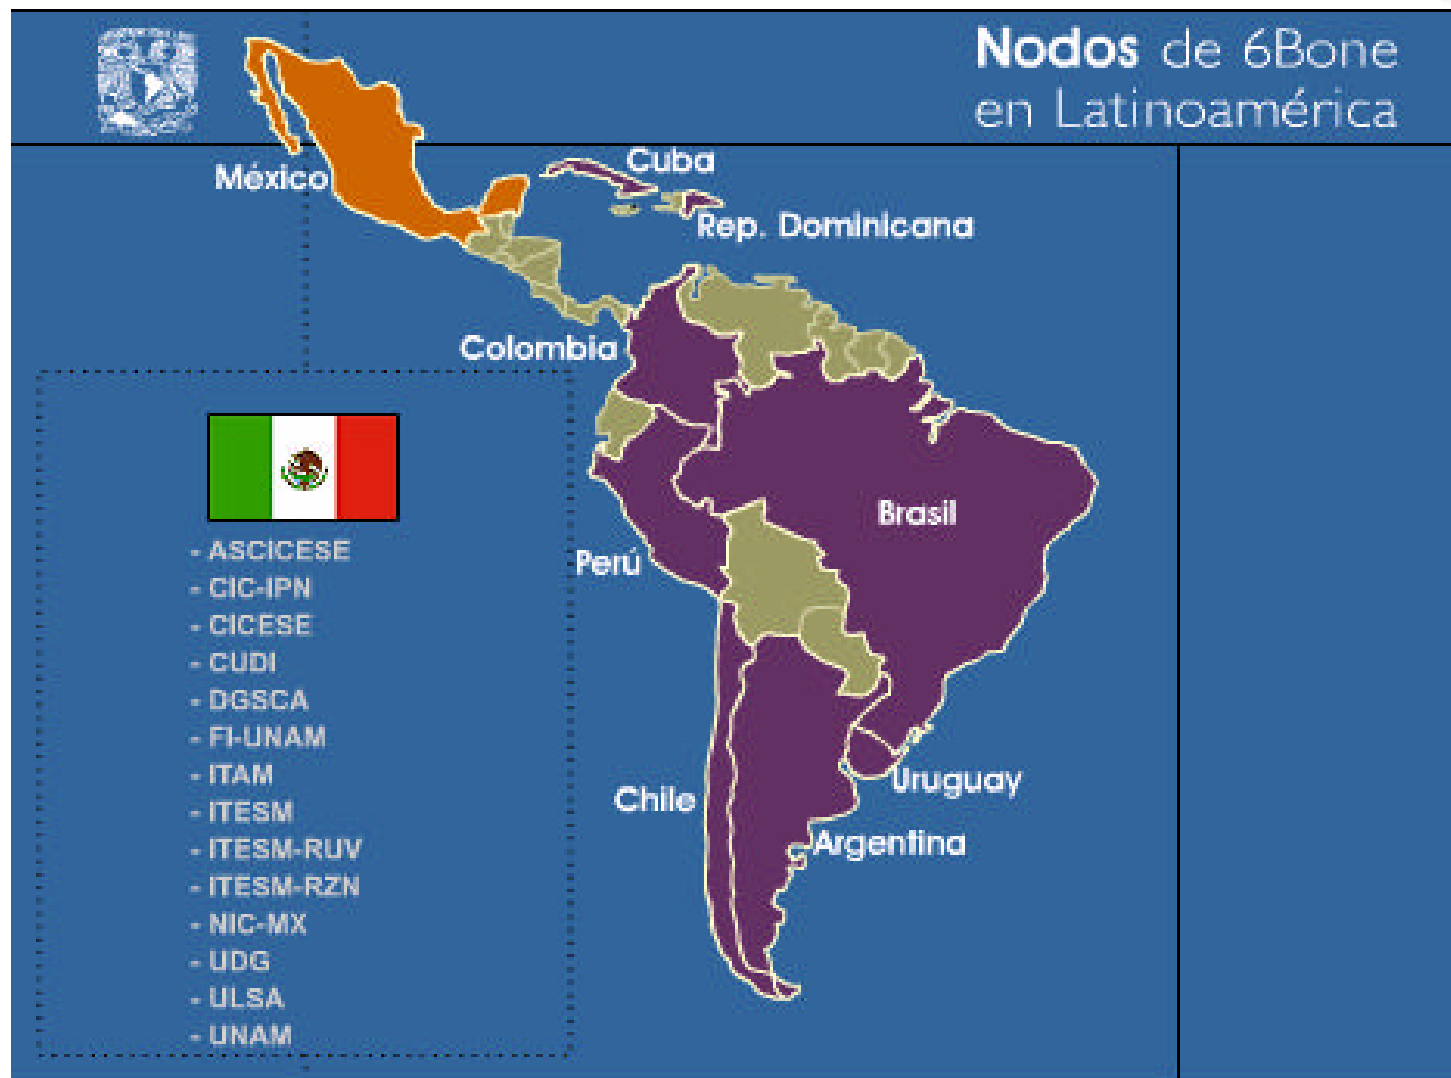 Nodos de 6Bone
en Latinoamérica
México
Cuba
Rep. Dominicana
Colombia
Brasil
Perú
Uruguay
Chile
Argentina
- ASCICESE
- CIC-IPN
- CICESE
- CUDI
- DGSCA
- FI-UNAM
- ITAM
- ITESM
- ITESM-RUV
- ITESM-RZN
- NIC-MX
- UDG
- ULSA
- UNAM